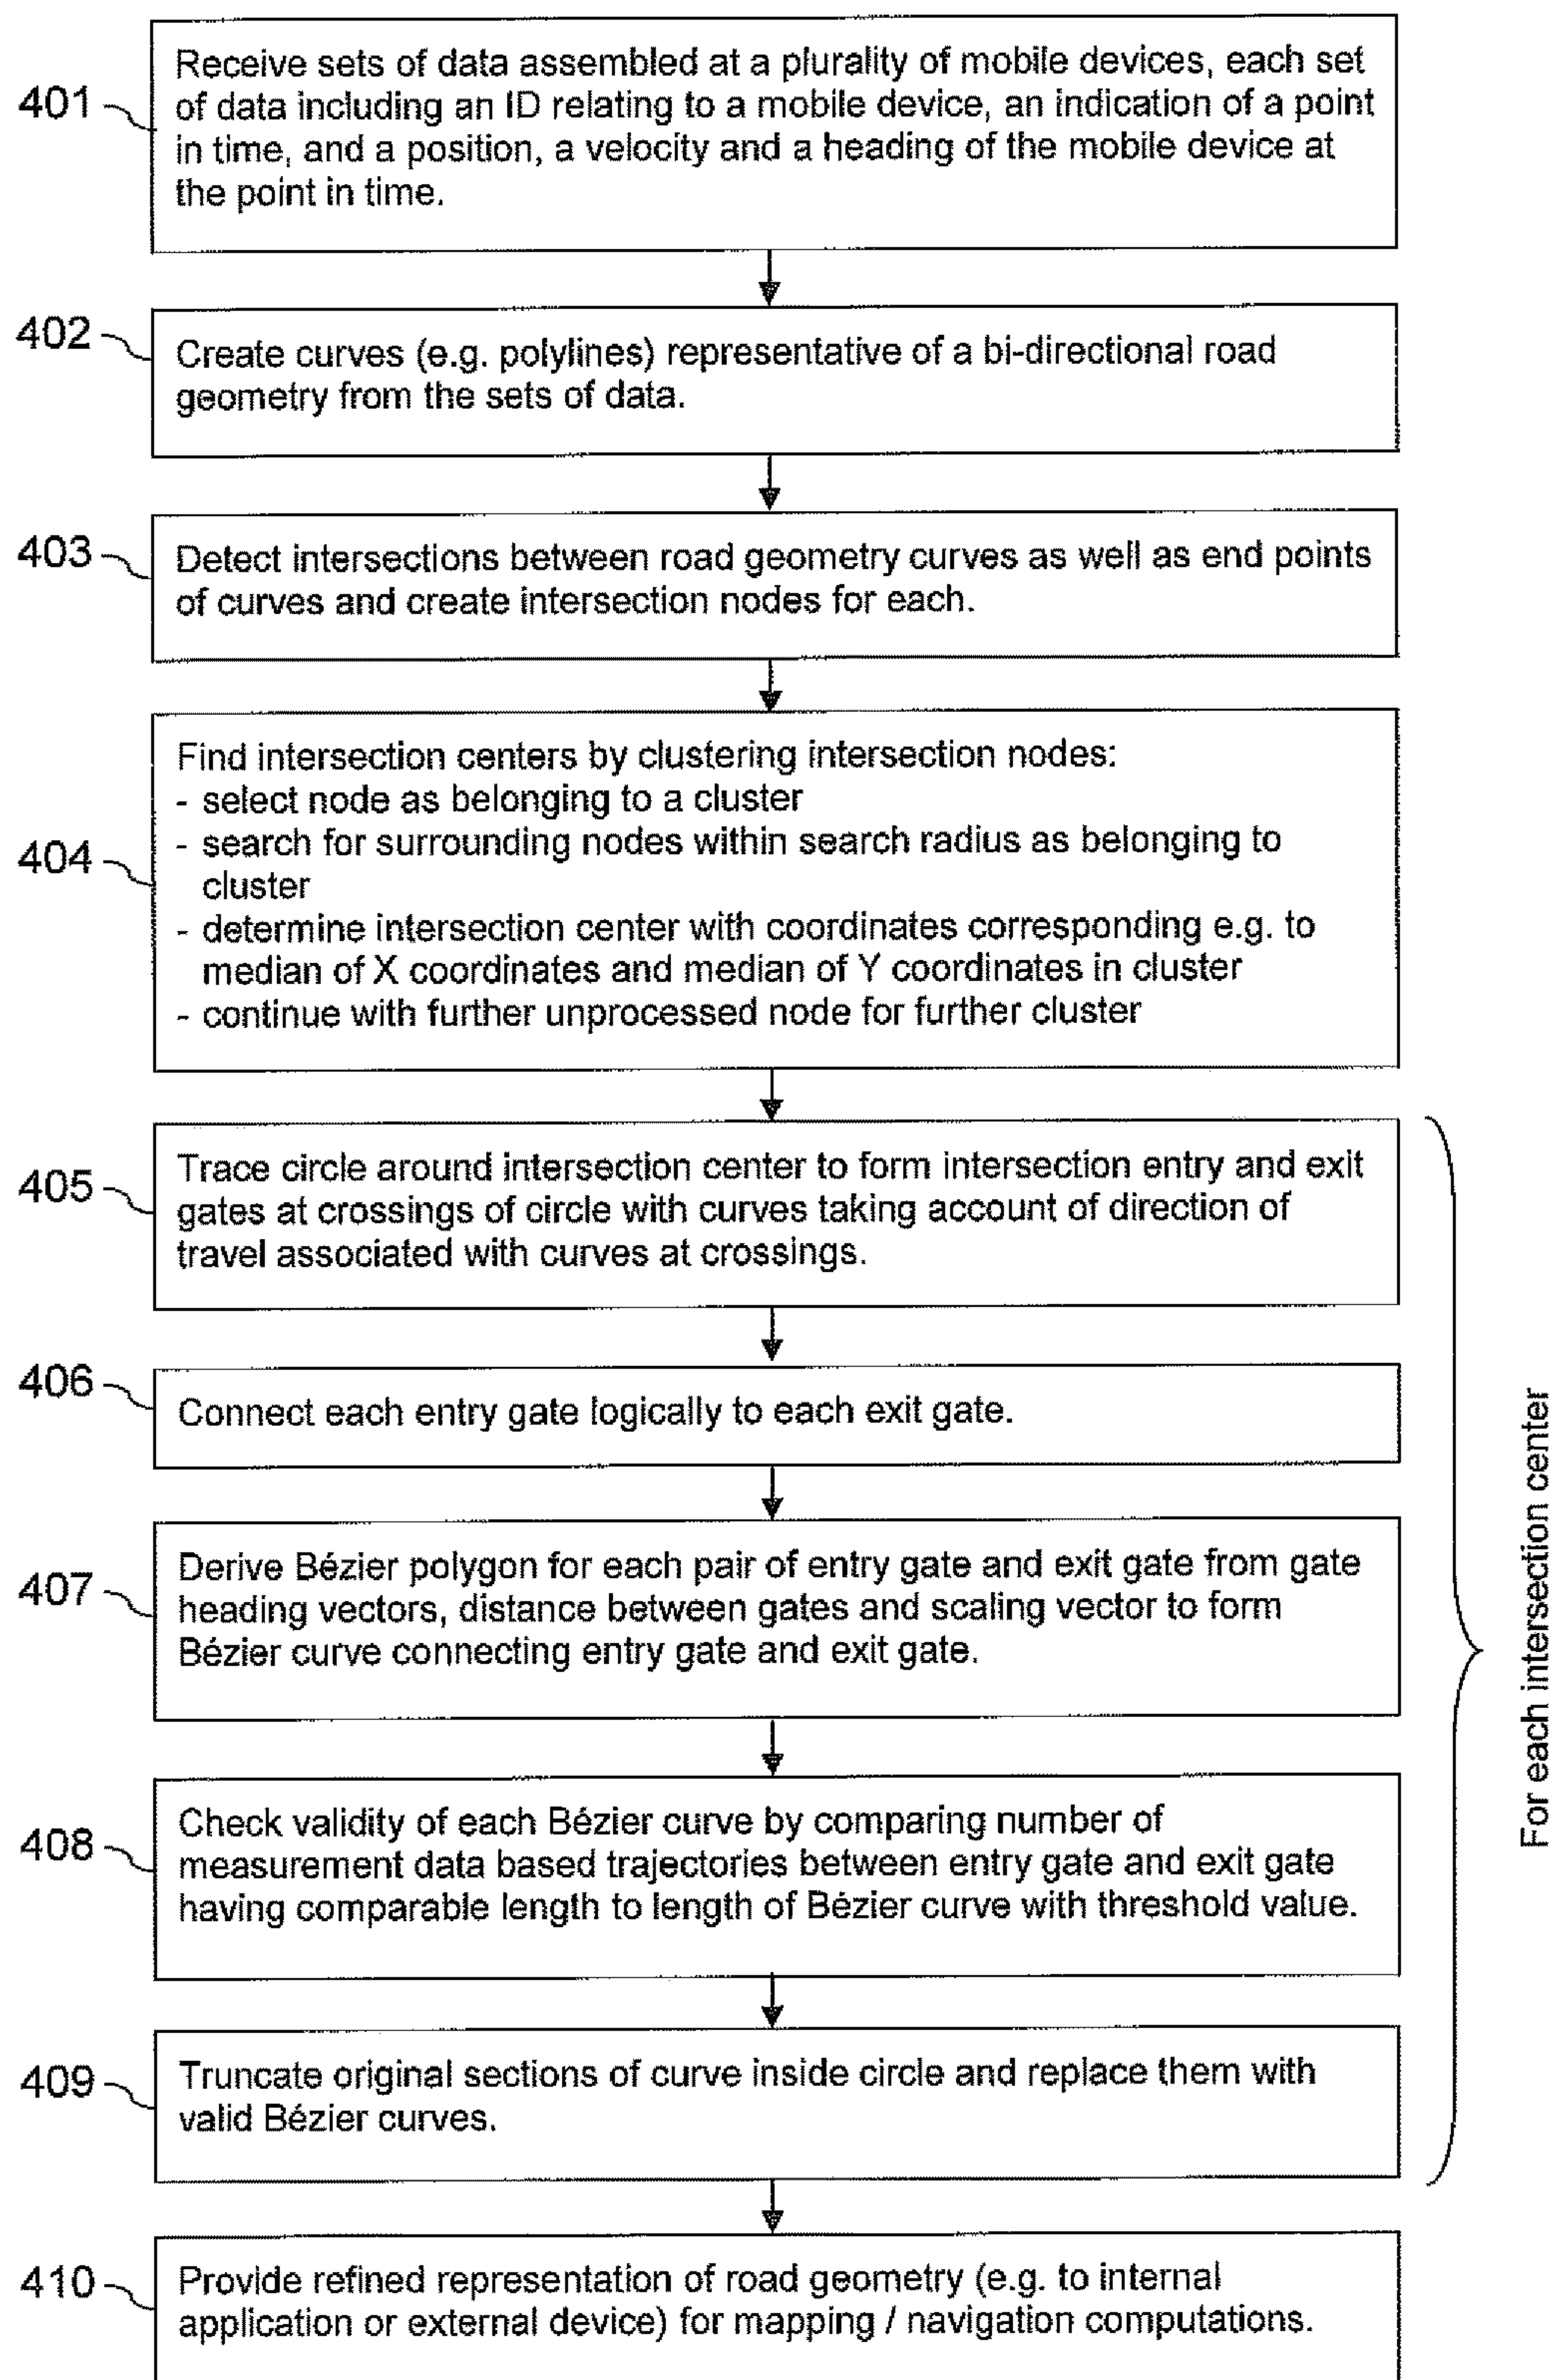 401
Receive sets of data assembled at a plurality of mobile devices, each set
of data including an ID relating to a mobile device, an indication of a point
in time, and a position, a velocity and a heading of the mobile device at
the point in time.
402
Create curves (e.g. polylines) representative of a bi-directional road
geometry from the sets of data.
403
Detect intersections between road geometry curves as well as end points
of curves and create intersection nodes for each.
404
Find intersection centers by clustering intersection nodes:
- select node as belonging to a cluster
- search for surrounding nodes within search radius as belonging to
cluster
- determine intersection center with coordinates corresponding e.g. to
median of X coordinates and median of Y coordinates in cluster
- continue with further unprocessed node for further cluster
405
Trace circle around intersection center to form intersection entry and exit
gates at crossings of circle with curves taking account of direction of
travel associated with curves at crossings.
406
Connect each entry gate logically to each exit gate.
407
Derive Bézier polygon for each pair of entry gate and exit gate from gate
heading vectors, distance between gates and scaling vector to form
Bézier curve connecting entry gate and exit gate.
408
Check validity of each Bézier curve by comparing number of
measurement data based trajectories between entry gate and exit gate
having comparable length to length of Bézier curve with threshold value.
409
Truncate original sections of curve inside circle and replace them with
valid Bézier curves.
For each intersection center
410
Provide refined representation of road geometry (e.g. to internal
application or external device) for mapping / navigation computations.